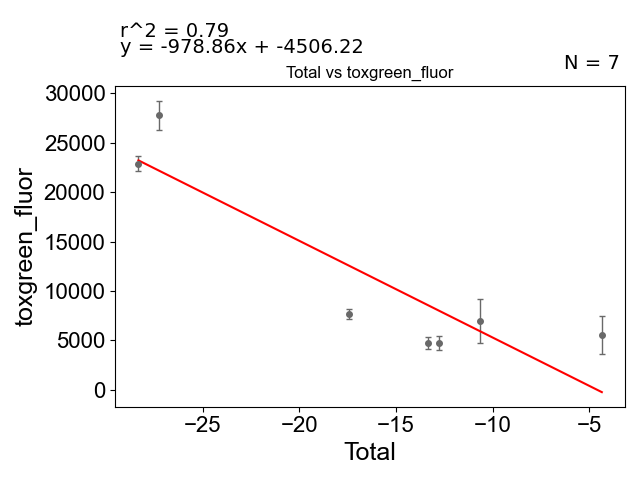 r^2 = 0.79
y = -978.86x + -4506.22
N = 7
Total vs toxgreen_fluor
30000
25000
20000
15000
10000
5000
0
toxgreen_fluor
−25
−20
−15
−10
−5
Total